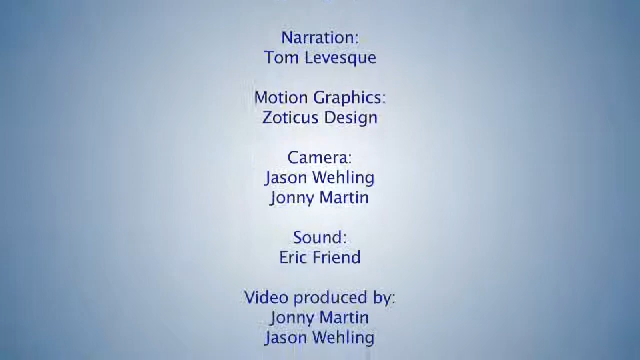 Narration:
Tom Levesque
Motion Graphics:
Zoticus Design
Camera:
Jason Wehling
Jonny Martin
Sound:
Eric Friend
Video produced by:
Jonny Martin
Jason Wehling